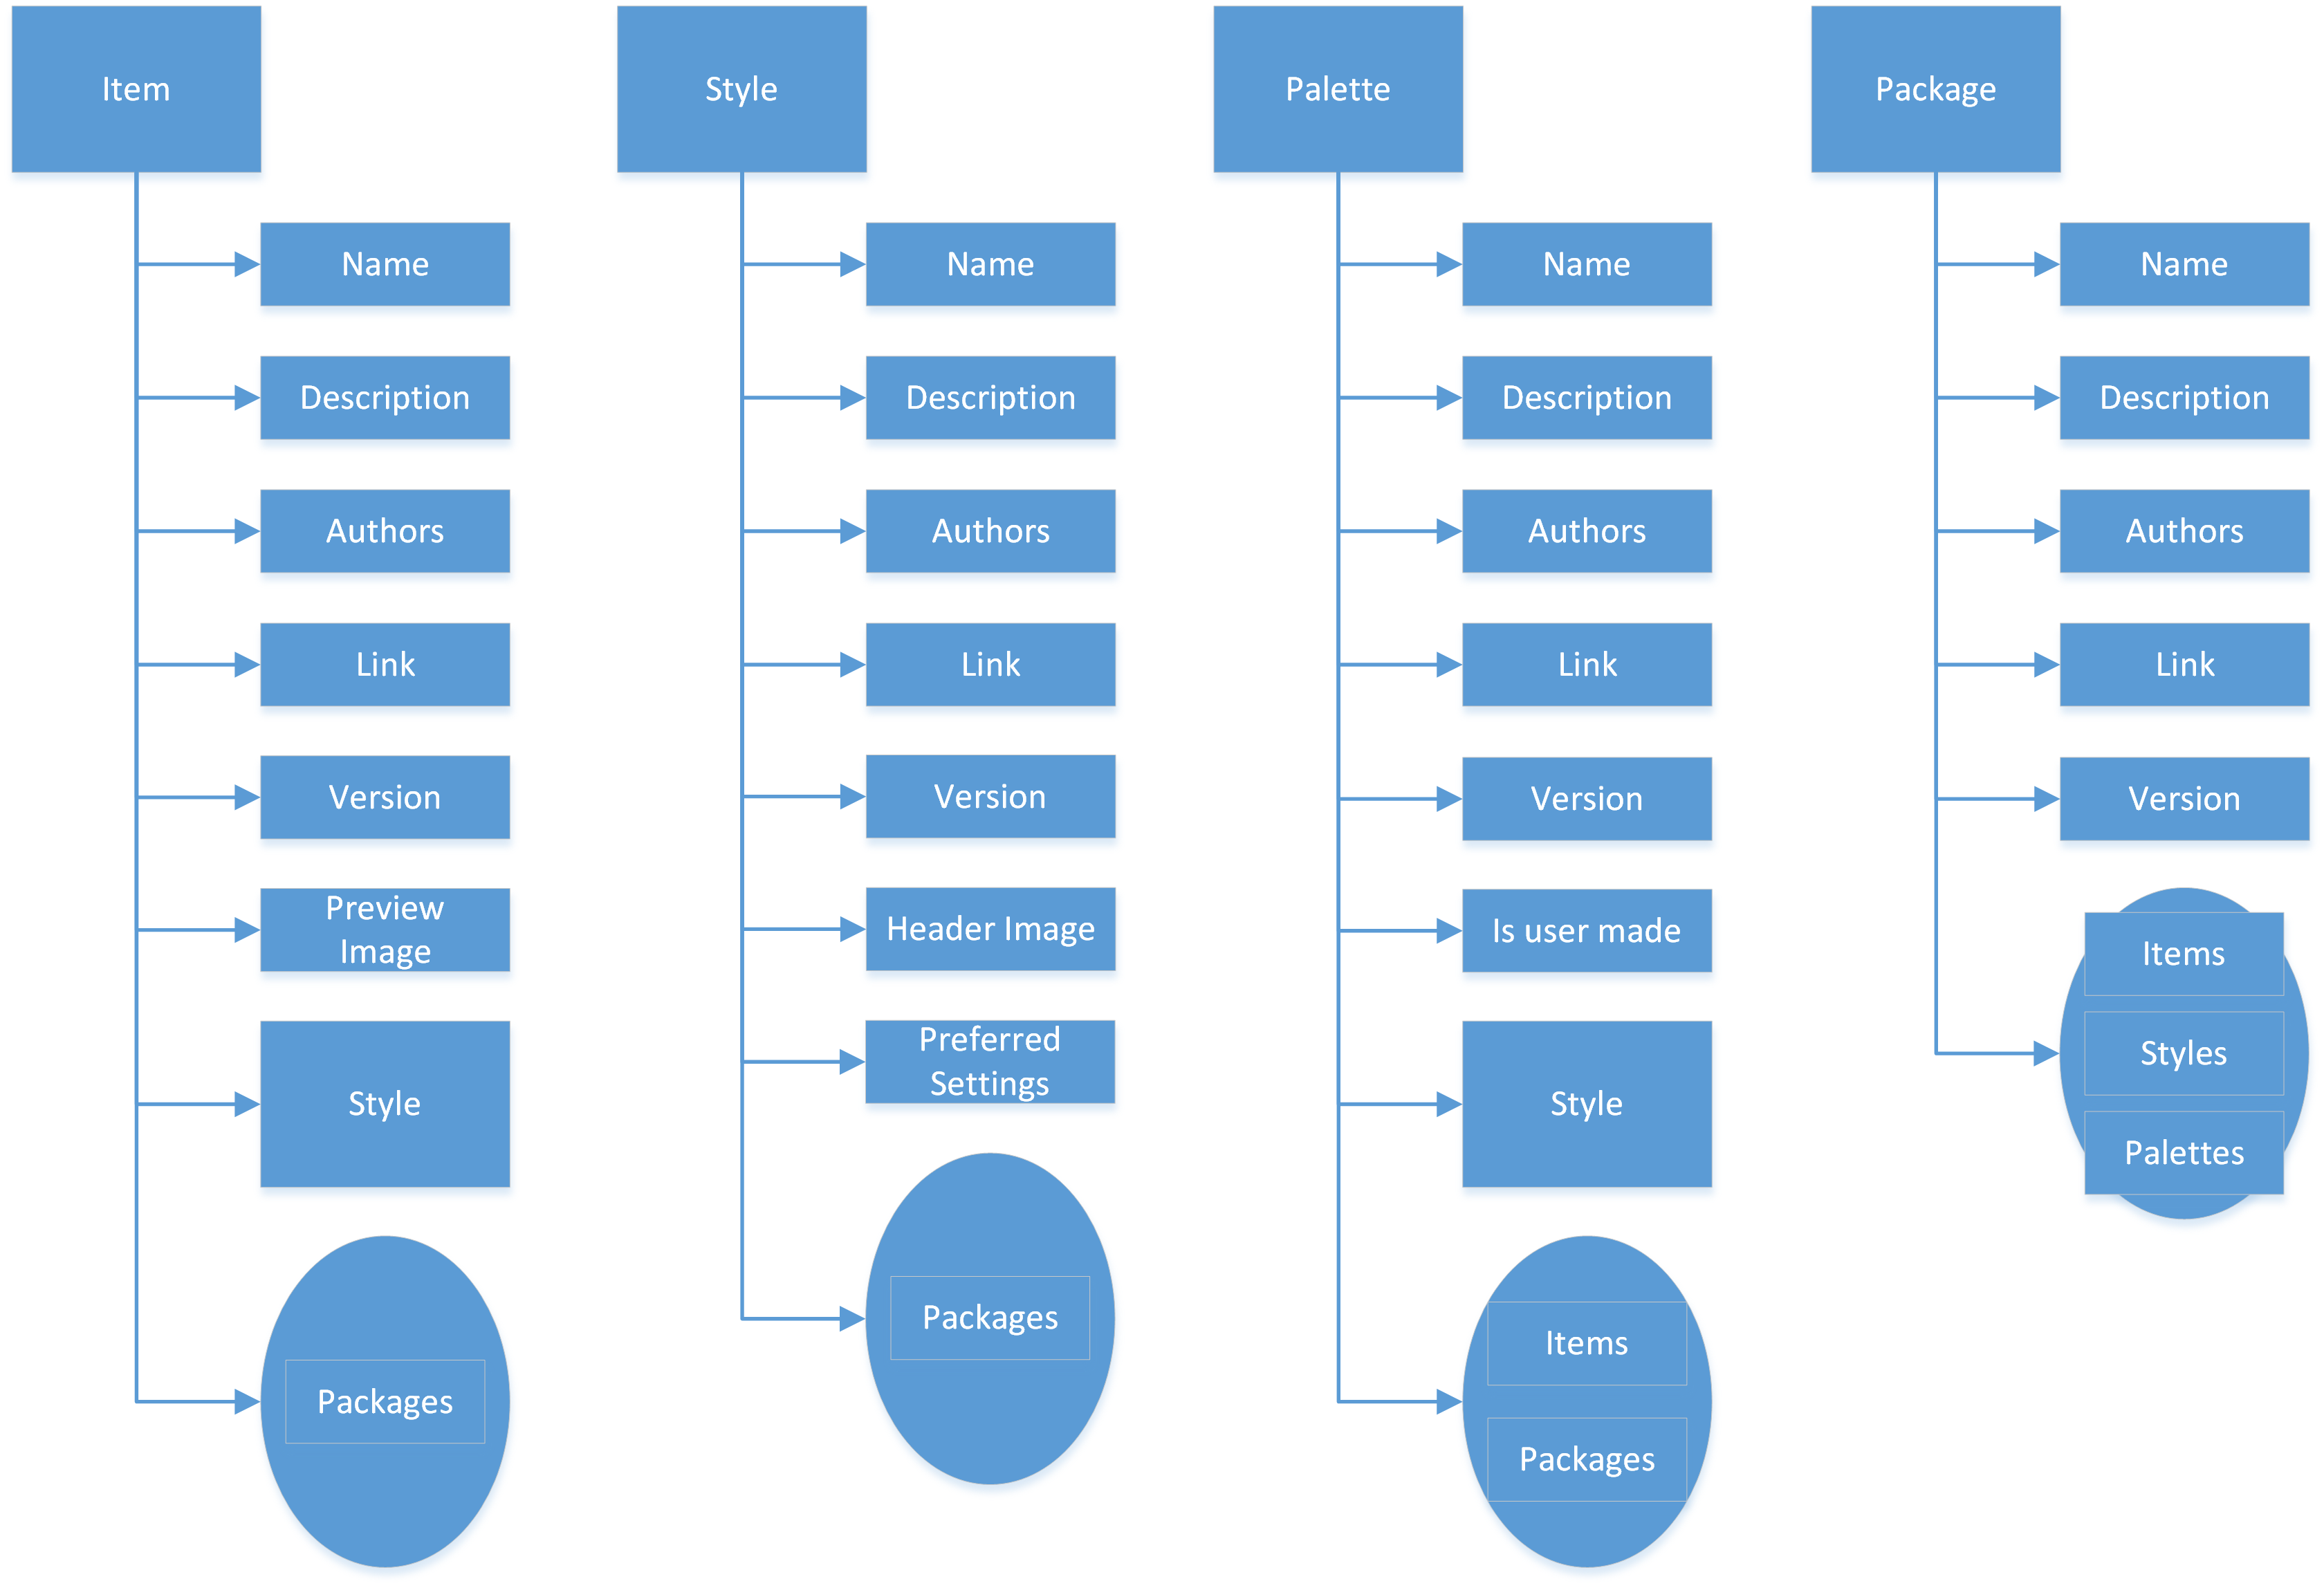 Item
Name
Description
Authors
Link
Version
Preview
Image
Style
Packages
Style
Name
Description
Authors
Link
Version
Header Image
Preferred
Settings
Packages
Palette
Name
Description
Authors
Link
Version
Is user made
Style
Items
Packages
Package
Name
Description
Authors
Link
Version
Items
Styles
Palettes